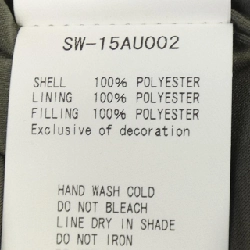 SW-15AU002
SHELL 100% POLYESTER
LINING 100% POLYESTER
FILLING 100% POLYESTER
Exclusive of decoration
HAND WASH COLD
DO NOT BLEACH
LINE DRY IN SHADE
DO NOT IRON